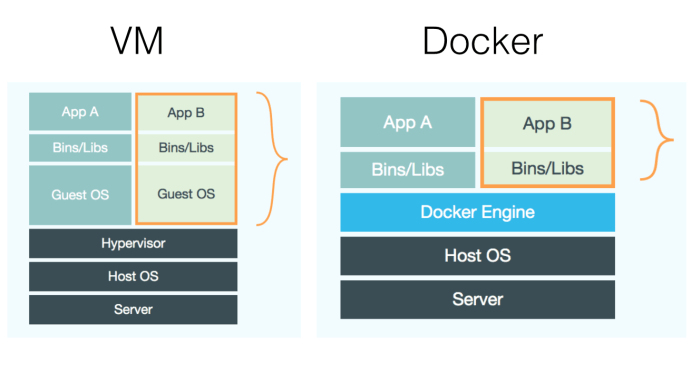 VM
App A
App B
Bins/Libs
Bins/Libs
Guest OS
Guest OS
Hypervisor
Host OS
Server
Docker
App A
App B
Bins/Libs
Bins/Libs
Docker Engine
Host OS
Server